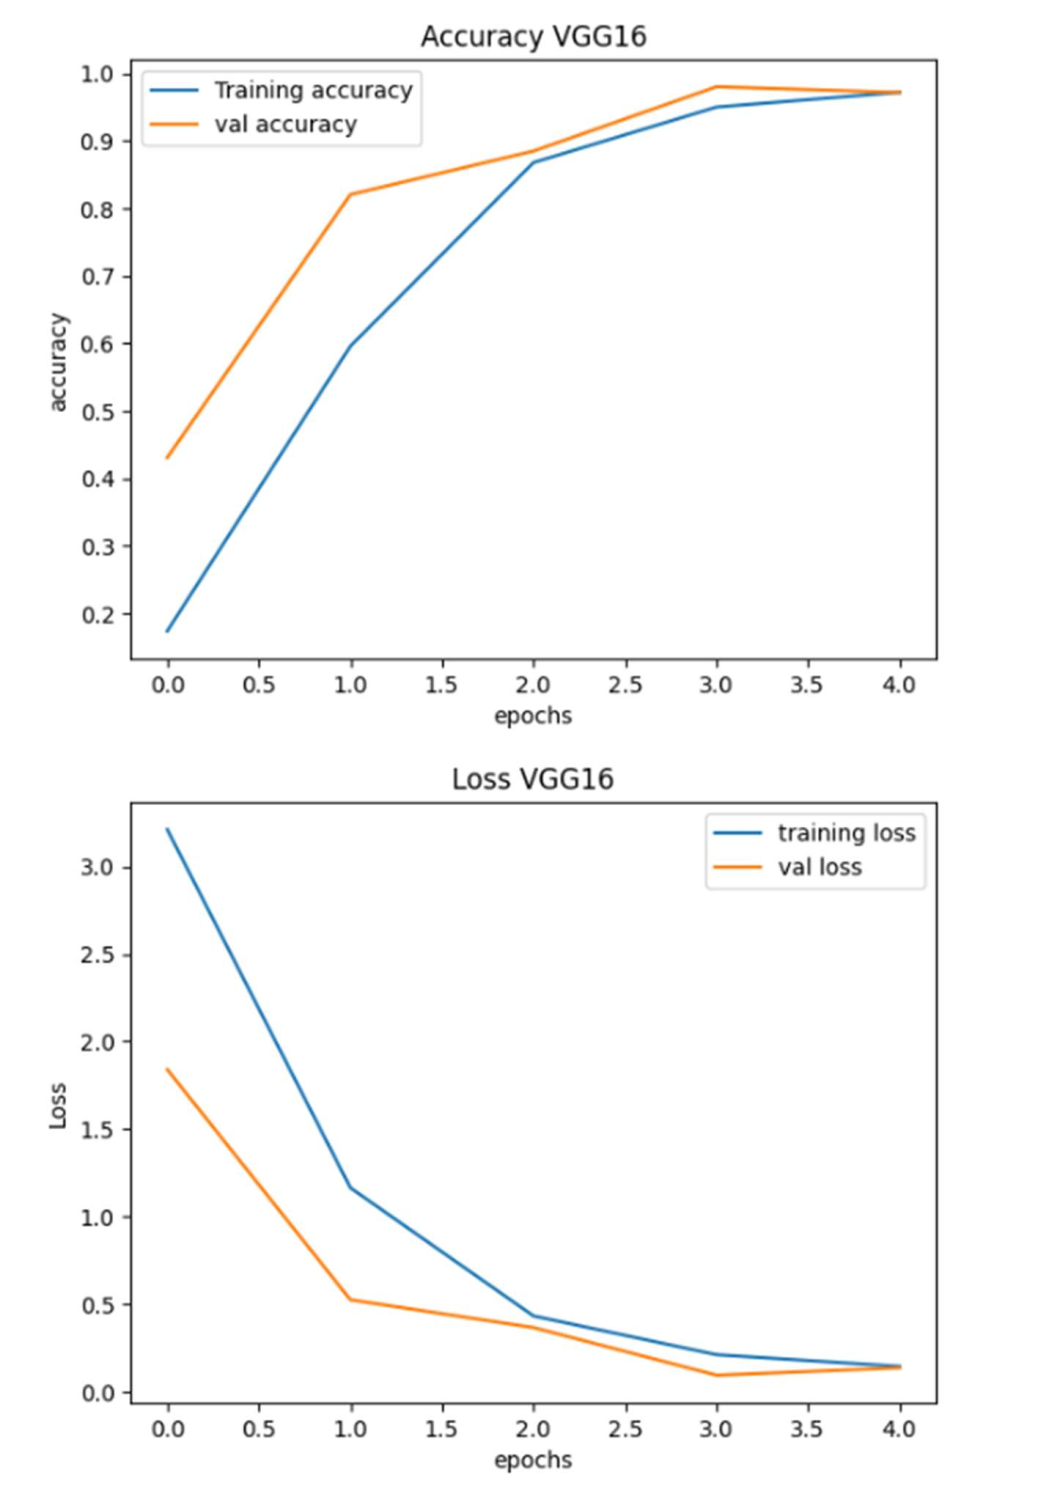 Accuracy VGG16
Training accuracy
val accuracy
1.0
0.9
0.8
0.7
0.6
0.5
0.4
0.3
0.2
accuracy
0.0 0.5 1.0 1.5 2.0 2.5 3.0 3.5 4.0
epochs
Loss VGG16
training loss
val loss
3.0
2.5
2.0
1.5
1.0
0.5
0.0
Loss
0.0 0.5 1.0 1.5 2.0 2.5 3.0 3.5 4.0
epochs